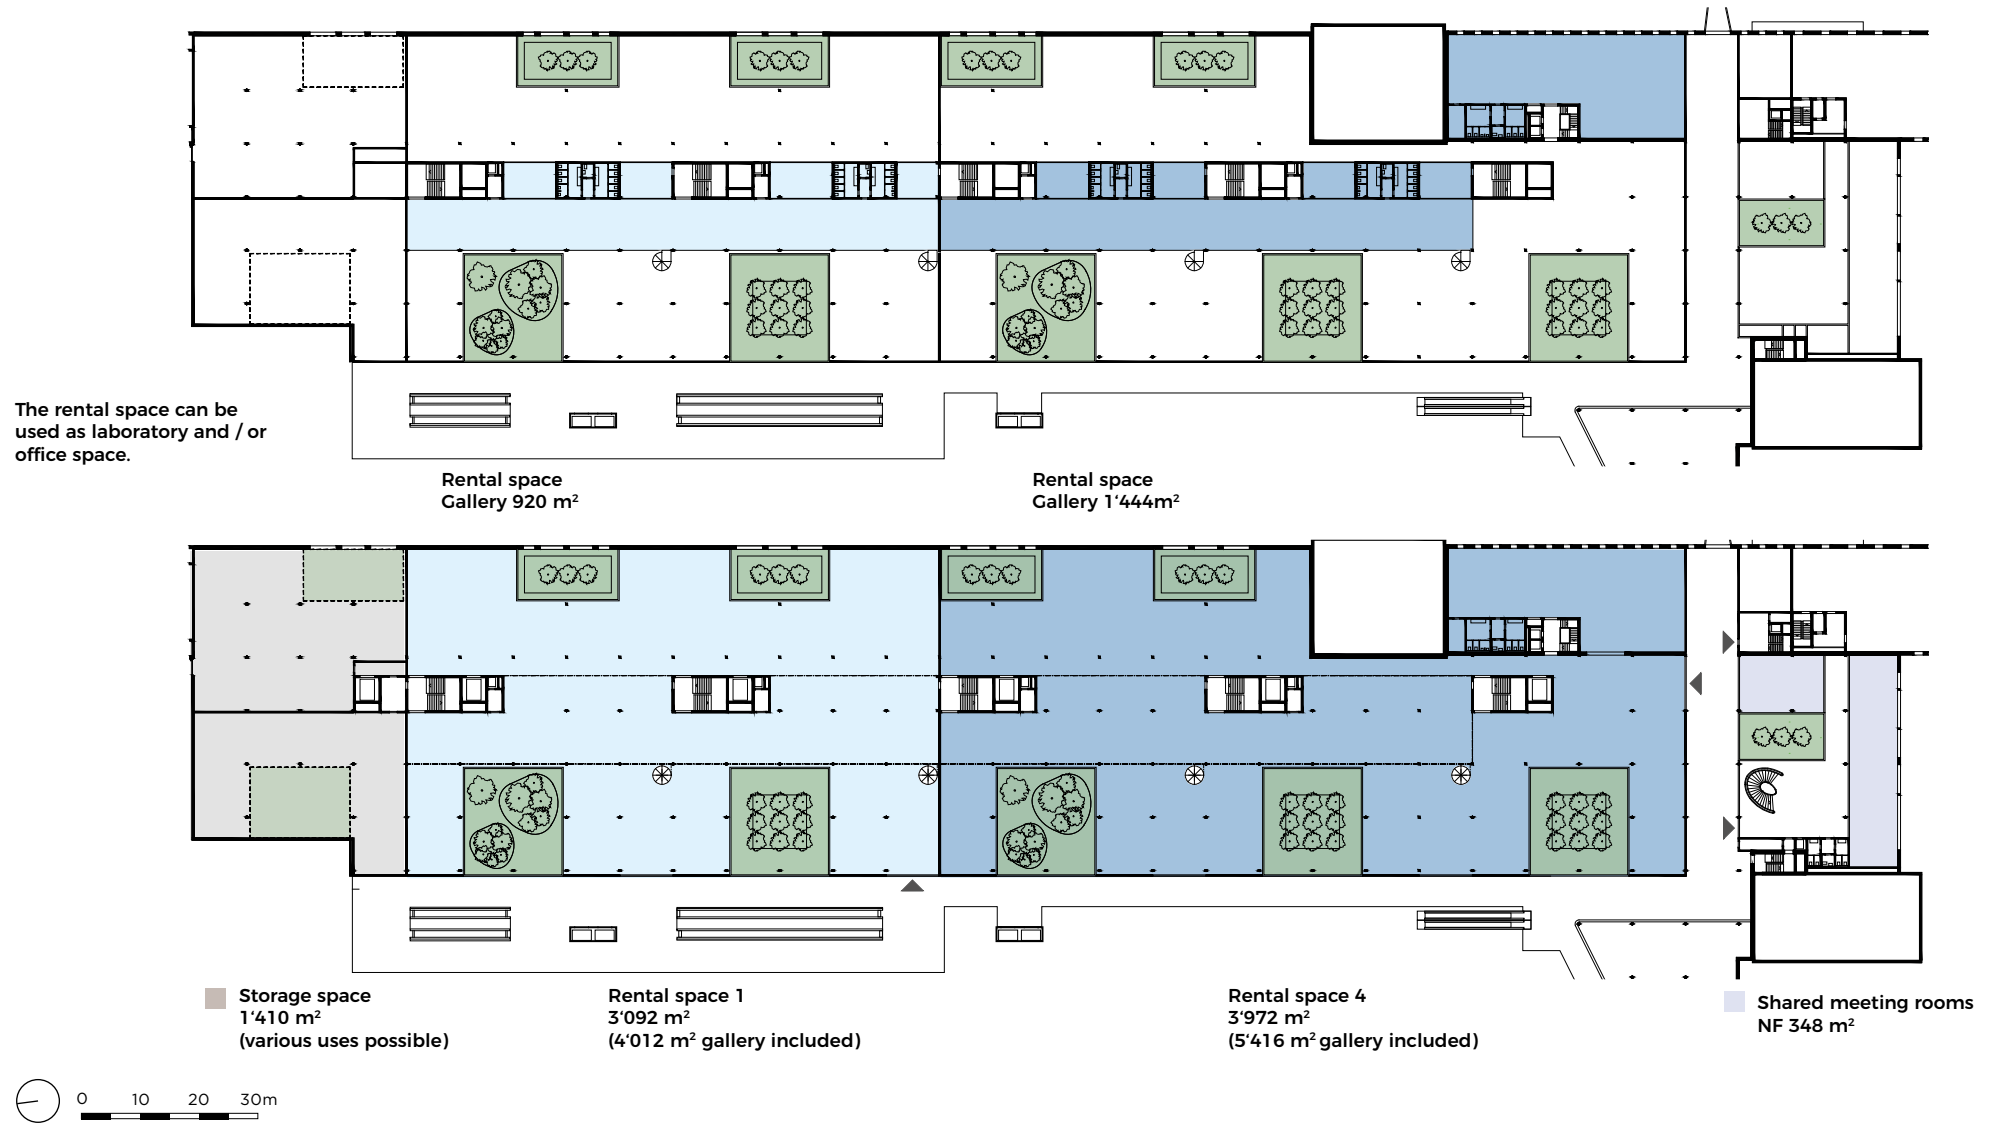 The rental space can be
used as laboratory and / or
office space.
Rental space
Gallery 920 m²
Rental space
Gallery 1‘444m²
Storage space
1‘410 m²
(various uses possible)
Rental space 1
3‘092 m²
(4‘012 m² gallery included)
Rental space 4
3‘972 m²
(5‘416 m² gallery included)
Shared meeting rooms
NF 348 m²
0 10 20 30m